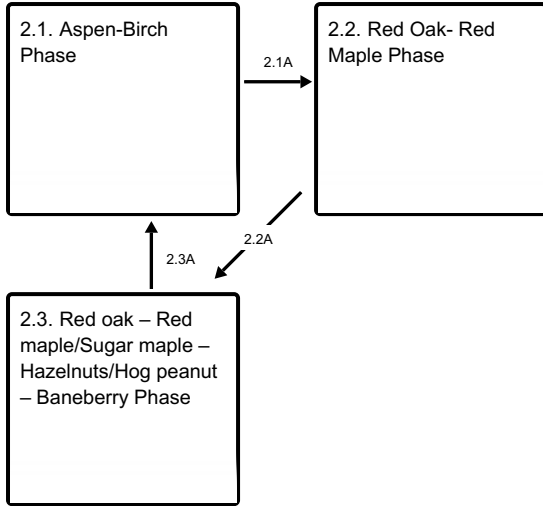 2.1. Aspen-Birch
Phase
2.1A
2.2. Red Oak- Red
Maple Phase
2.2A
2.3A
2.3. Red oak – Red
maple/Sugar maple –
Hazelnuts/Hog peanut
– Baneberry Phase